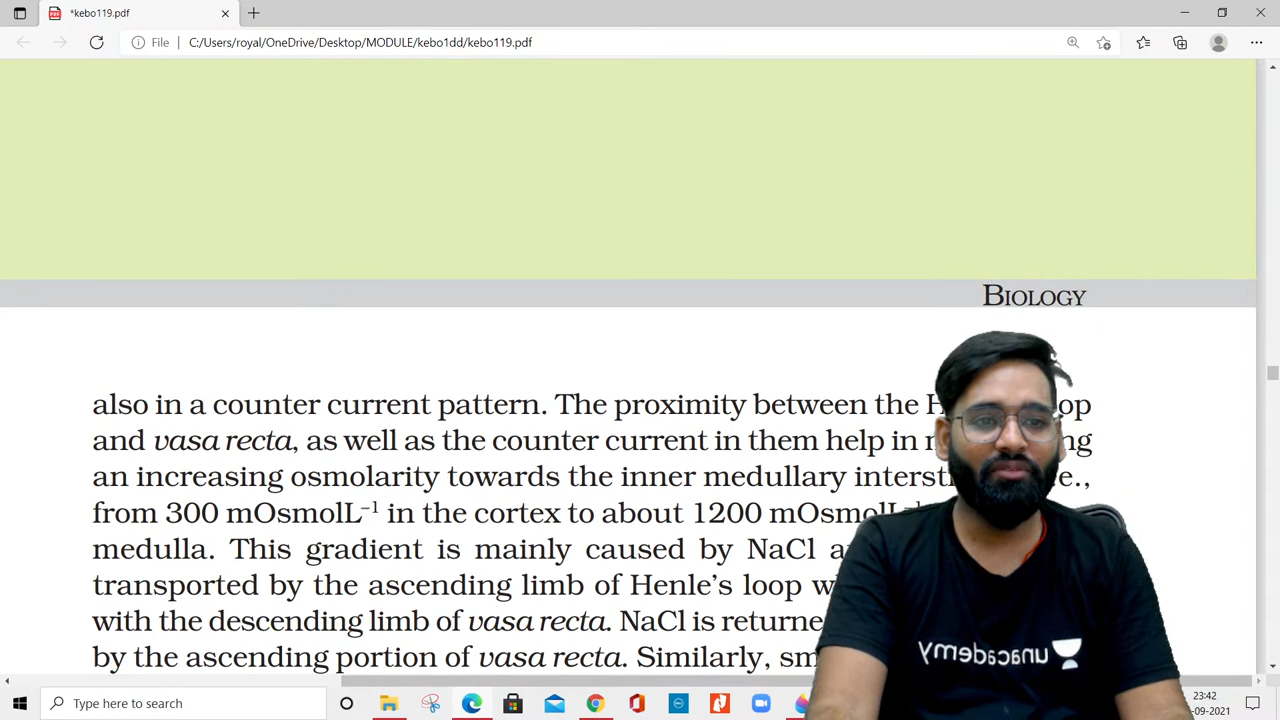 *kebo119.pdf
File
C:/Users/royal/OneDrive/Desktop/MODULE/kebo1dd/kebo119.pdf
BIOLOGY
also in a counter current pattern. The proximity between the H op
and vasa recta, as well as the counter current in them help in ng
an increasing osmolarity towards the inner medullary e.,
from 300 mOsmolL⁻¹ in the cortex to about 1200
medulla. This gradient is mainly caused by NaCl
transported by the ascending limb of Henle's loop
with the descending limb of vasa recta. NaCl is
by the ascending portion of vasa recta. Similarly,
unacademy
Type here to search
23:42
-09-2021